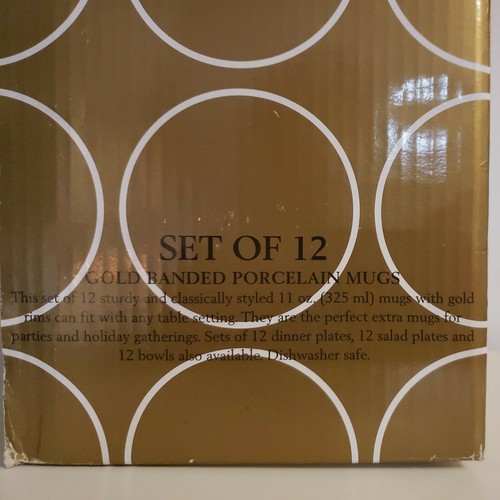 SET OF 12
GOLD BANDED PORCELAIN MUGS
This set of 12 sturdy and classically styled 11 oz. (325 ml) mugs with gold
rims can fit with any table setting. They are the perfect extra mugs for
parties and holiday gatherings. Sets of 12 dinner plates, 12 salad plates and
12 bowls also available. Dishwasher safe.